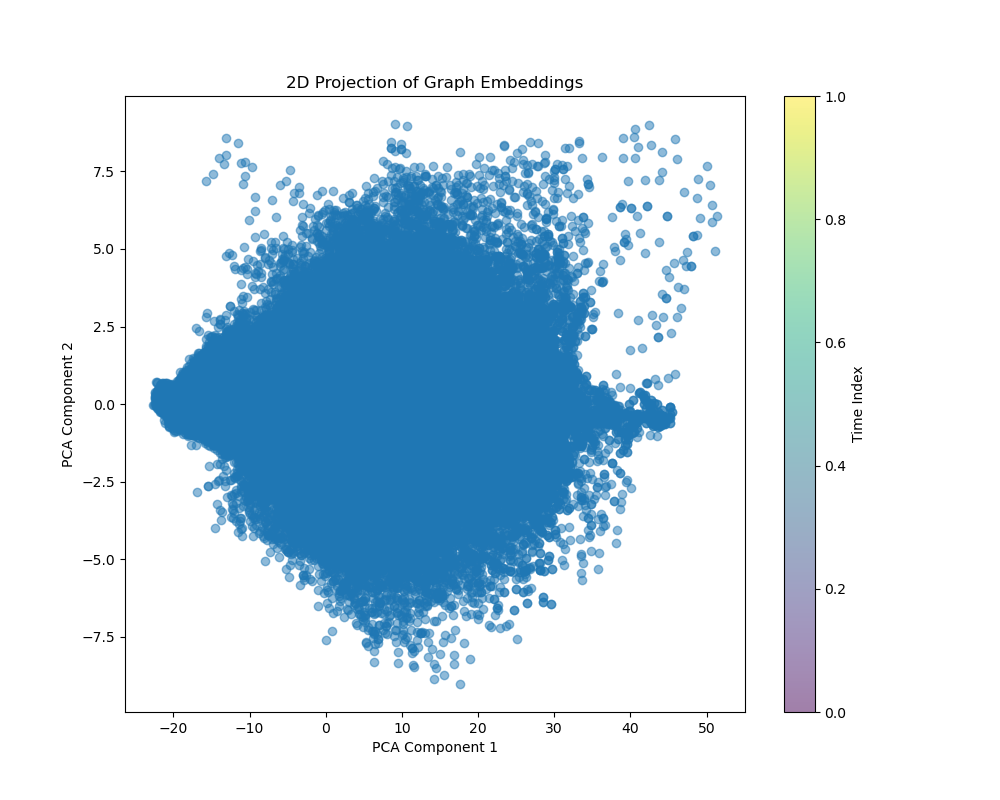 2D Projection of Graph Embeddings
7.5
5.0
2.5
0.0
−2.5
−5.0
−7.5
PCA Component 2
−20 −10 0 10 20 30 40 50
PCA Component 1
1.0
0.8
0.6
0.4
0.2
0.0
Time Index